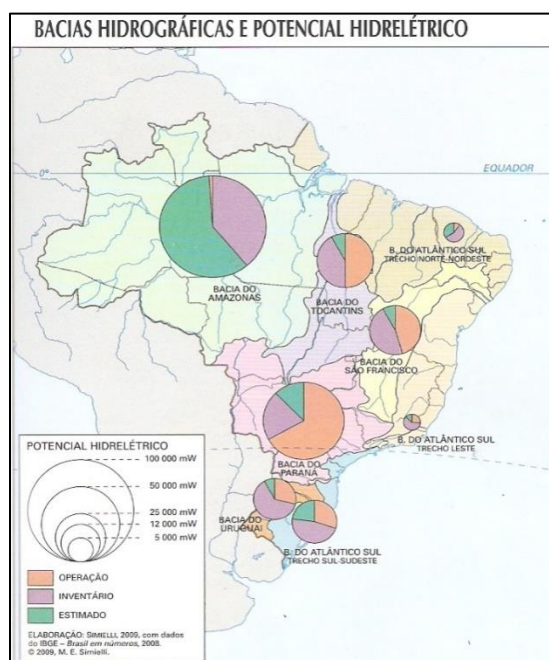 BACIAS HIDROGRÁFICAS E POTENCIAL HIDRELÉTRICO
0°
EQUADOR
B. DO ATLÂNTICO SUL
TRECHO NORTE-NORDESTE
BACIA DO
AMAZONAS
BACIA DO
TOCANTINS
BACIA DO
SÃO FRANCISCO
B. DO ATLÂNTICO SUL
TRECHO LESTE
BACIA DO
PARANÁ
BACIA DO
URUGUAI
B. DO ATLÂNTICO SUL
TRECHO SUL-SUDESTE
POTENCIAL HIDRELÉTRICO
100 000 mW
50 000 mW
25 000 mW
12 000 mW
5 000 mW
OPERAÇÃO
INVENTÁRIO
ESTIMADO
ELABORAÇÃO: SIMIELLI, 2009, com dados
do IBGE – Brasil em números, 2008.
© 2009, M. E. Simielli.